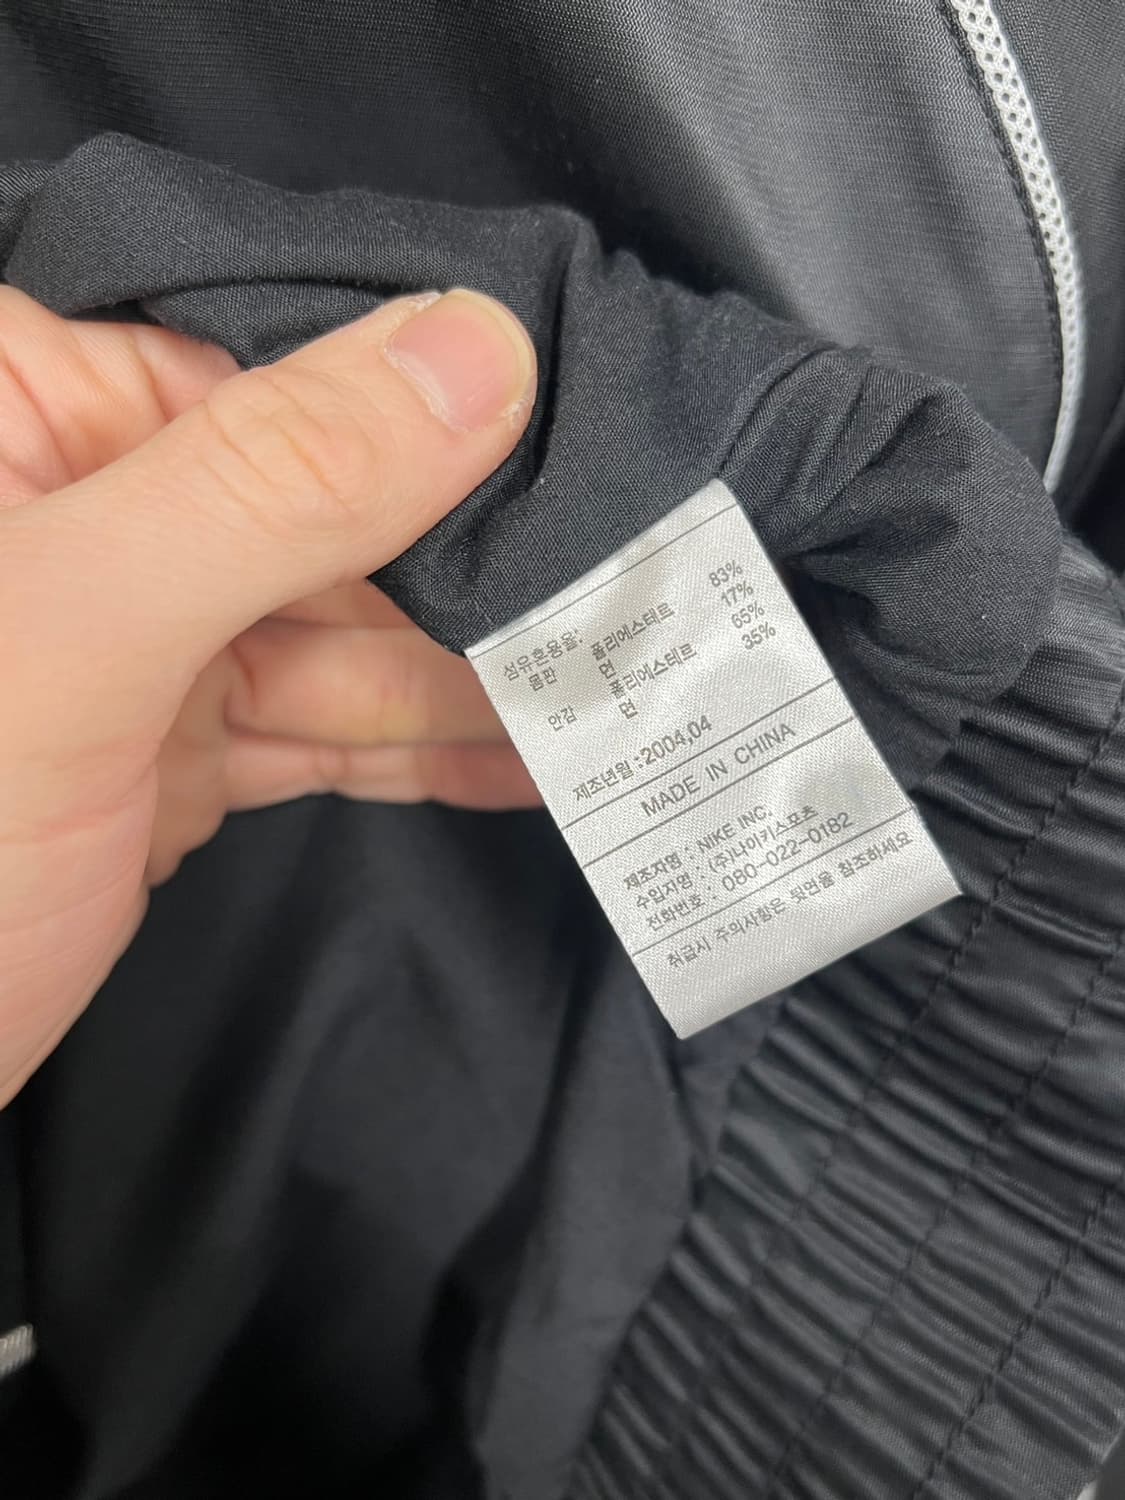 섬유혼용율:
몸판 폴리에스테르 83%
면 17%
안감 폴리에스테르 65%
면 35%
제조년월:2004.04
MADE IN CHINA
제조자명 : NIKE INC.
수입자명 : (주)나이키스포츠
전화번호 : 080-022-0182
취급시 주의사항은 뒷면을 참조하세요